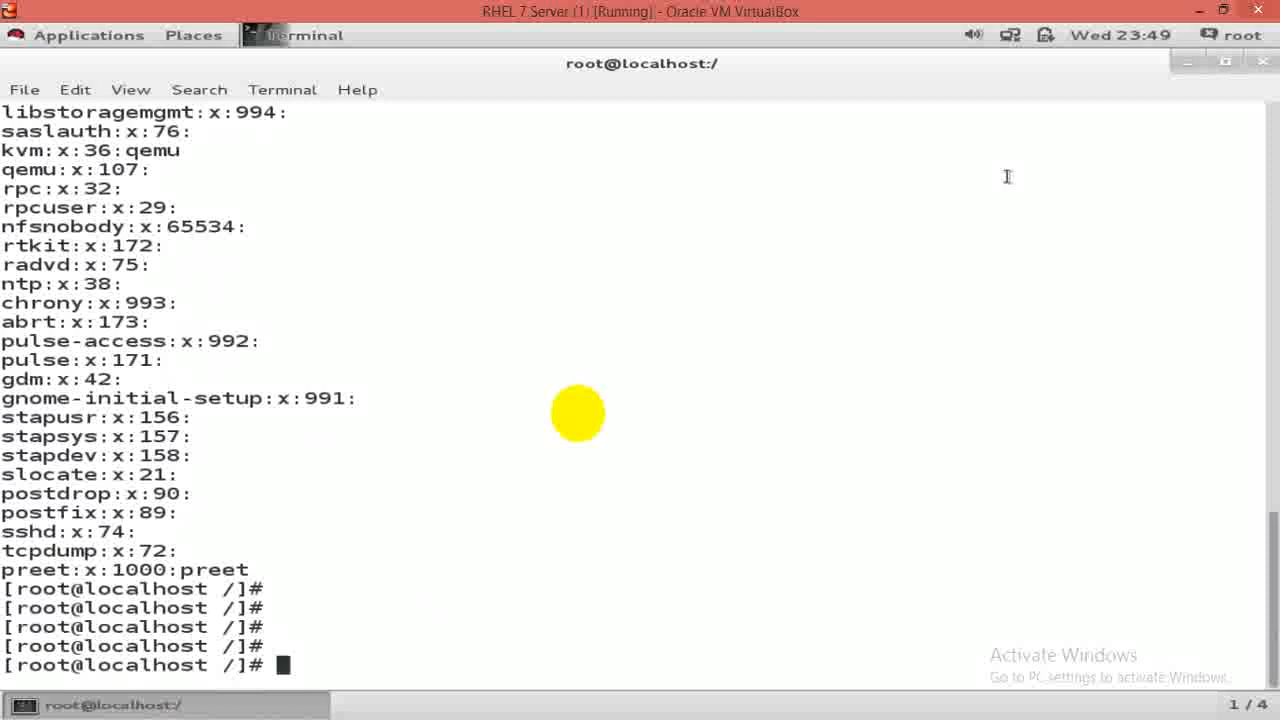 RHEL 7 Server (1) [Running] - Oracle VM VirtualBox
Applications Places Terminal Wed 23:49 root
root@localhost:/
File Edit View Search Terminal Help
libstoragemgmt:x:994:
saslauth:x:76:
kvm:x:36:qemu
qemu:x:107:
rpc:x:32:
rpcuser:x:29:
nfsnobody:x:65534:
rtkit:x:172:
radvd:x:75:
ntp:x:38:
chrony:x:993:
abrt:x:173:
pulse-access:x:992:
pulse:x:171:
gdm:x:42:
gnome-initial-setup:x:991:
stapusr:x:156:
stapsys:x:157:
stapdev:x:158:
slocate:x:21:
postdrop:x:90:
postfix:x:89:
sshd:x:74:
tcpdump:x:72:
preet:x:1000:preet
[root@localhost /]#
[root@localhost /]#
[root@localhost /]#
[root@localhost /]#
[root@localhost /]#
Activate Windows
Go to PC settings to activate Windows.
root@localhost:/ 1 / 4